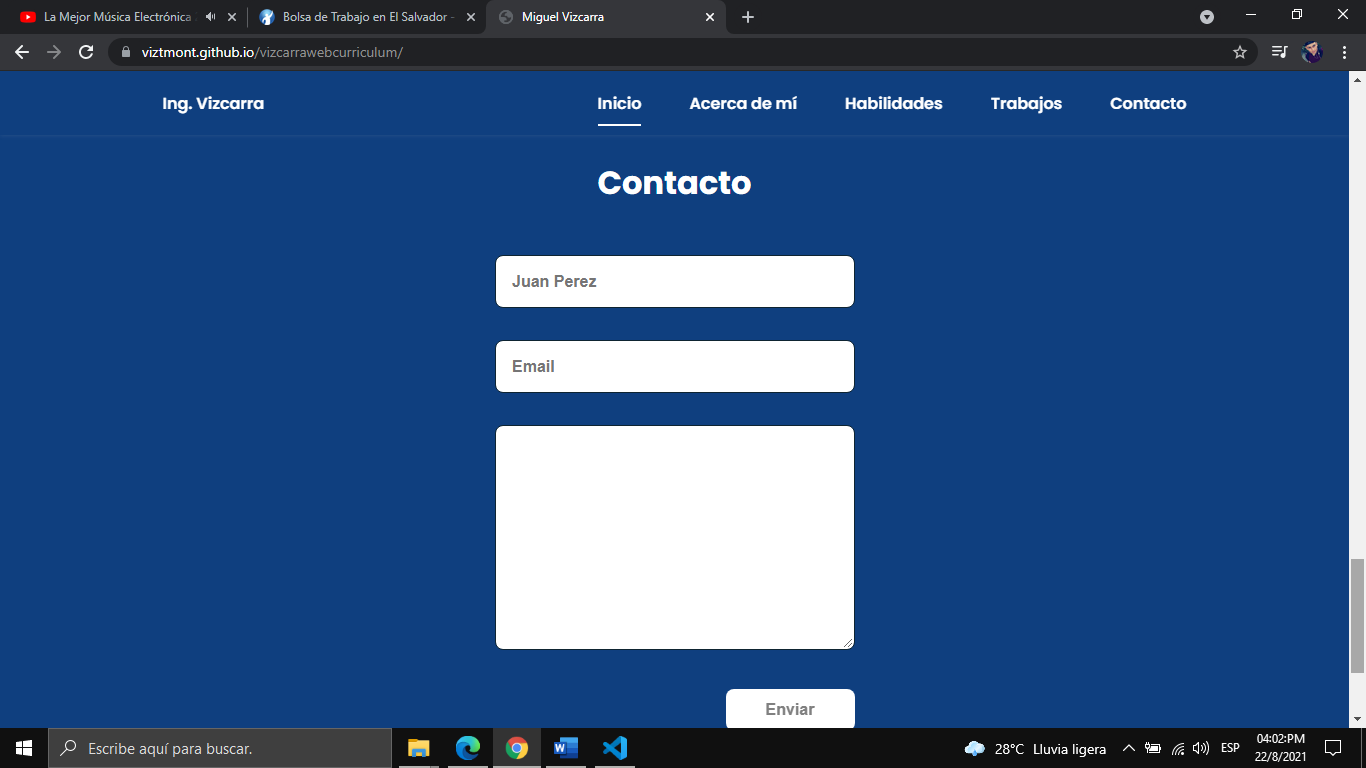 La Mejor Música Electrónica
Bolsa de Trabajo en El Salvador -
Miguel Vizcarra
viztmont.github.io/vizcarrawebcurriculum/
Ing. Vizcarra
Inicio
Acerca de mí
Habilidades
Trabajos
Contacto
Contacto
Juan Perez
Email
Enviar
Escribe aquí para buscar.
28°C Lluvia ligera
ESP
04:02:PM
22/8/2021